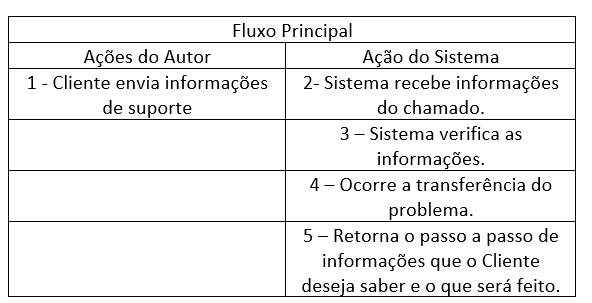 Fluxo Principal
Ações do Autor
Ação do Sistema
1 - Cliente envia informações
de suporte
2- Sistema recebe informações
do chamado.
3 – Sistema verifica as
informações.
4 – Ocorre a transferência do
problema.
5 – Retorna o passo a passo de
informações que o Cliente
deseja saber e o que será feito.